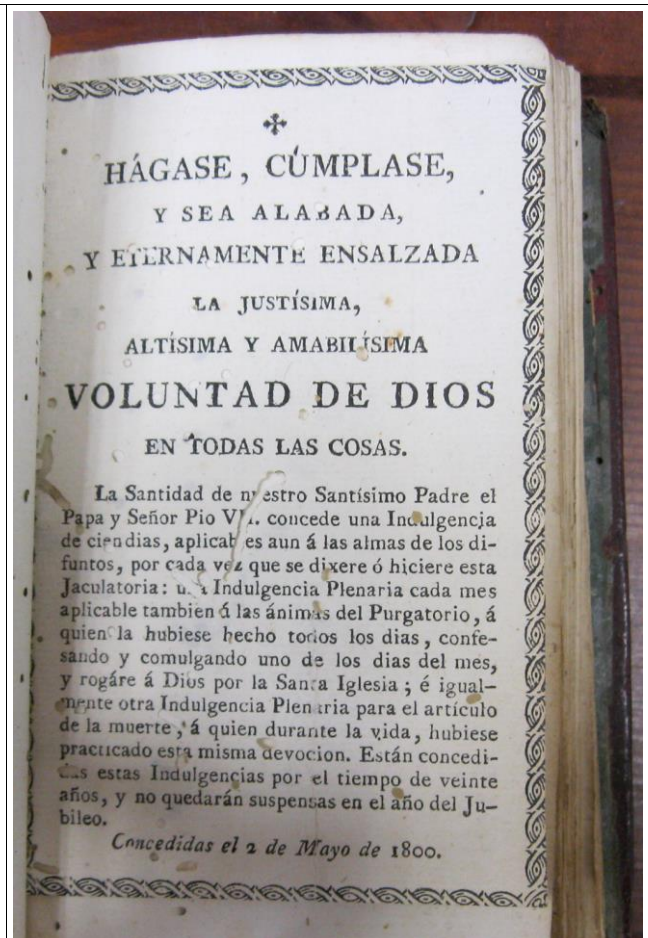 HÁGASE, CÚMPLASE,
Y SEA ALABADA,
Y ETERNAMENTE ENSALZADA
LA JUSTÍSIMA,
ALTÍSIMA Y AMABILÍSIMA
VOLUNTAD DE DIOS
EN TODAS LAS COSAS.
La Santidad de nuestro Santísimo Padre el
Papa y Señor Pio VII. concede una Indulgencia
de cien dias, aplicables aun á las almas de los di-
funtos, por cada vez que se dixere ó hiciere esta
Jaculatoria: una Indulgencia Plenaria cada mes
aplicable tambien á las ánimas del Purgatorio, á
quien la hubiese hecho todos los dias, confe-
sando y comulgando uno de los dias del mes,
y rogáre á Dios por la Santa Iglesia; é igual-
mente otra Indulgencia Plenaria para el artículo
de la muerte, á quien durante la vida, hubiese
practicado esta misma devocion. Están concedi-
das estas Indulgencias por el tiempo de veinte
años, y no quedarán suspensas en el año del Ju-
bileo.
Concedidas el 2 de Mayo de 1800.